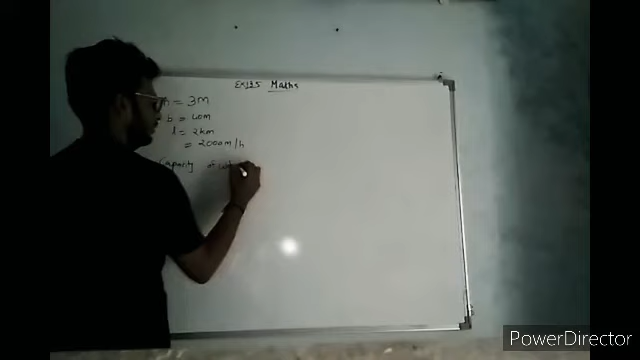 Ex 13.5 Maths
h = 3m
b = 40m
l = 2km
= 2000m/h
Capacity of
PowerDirector